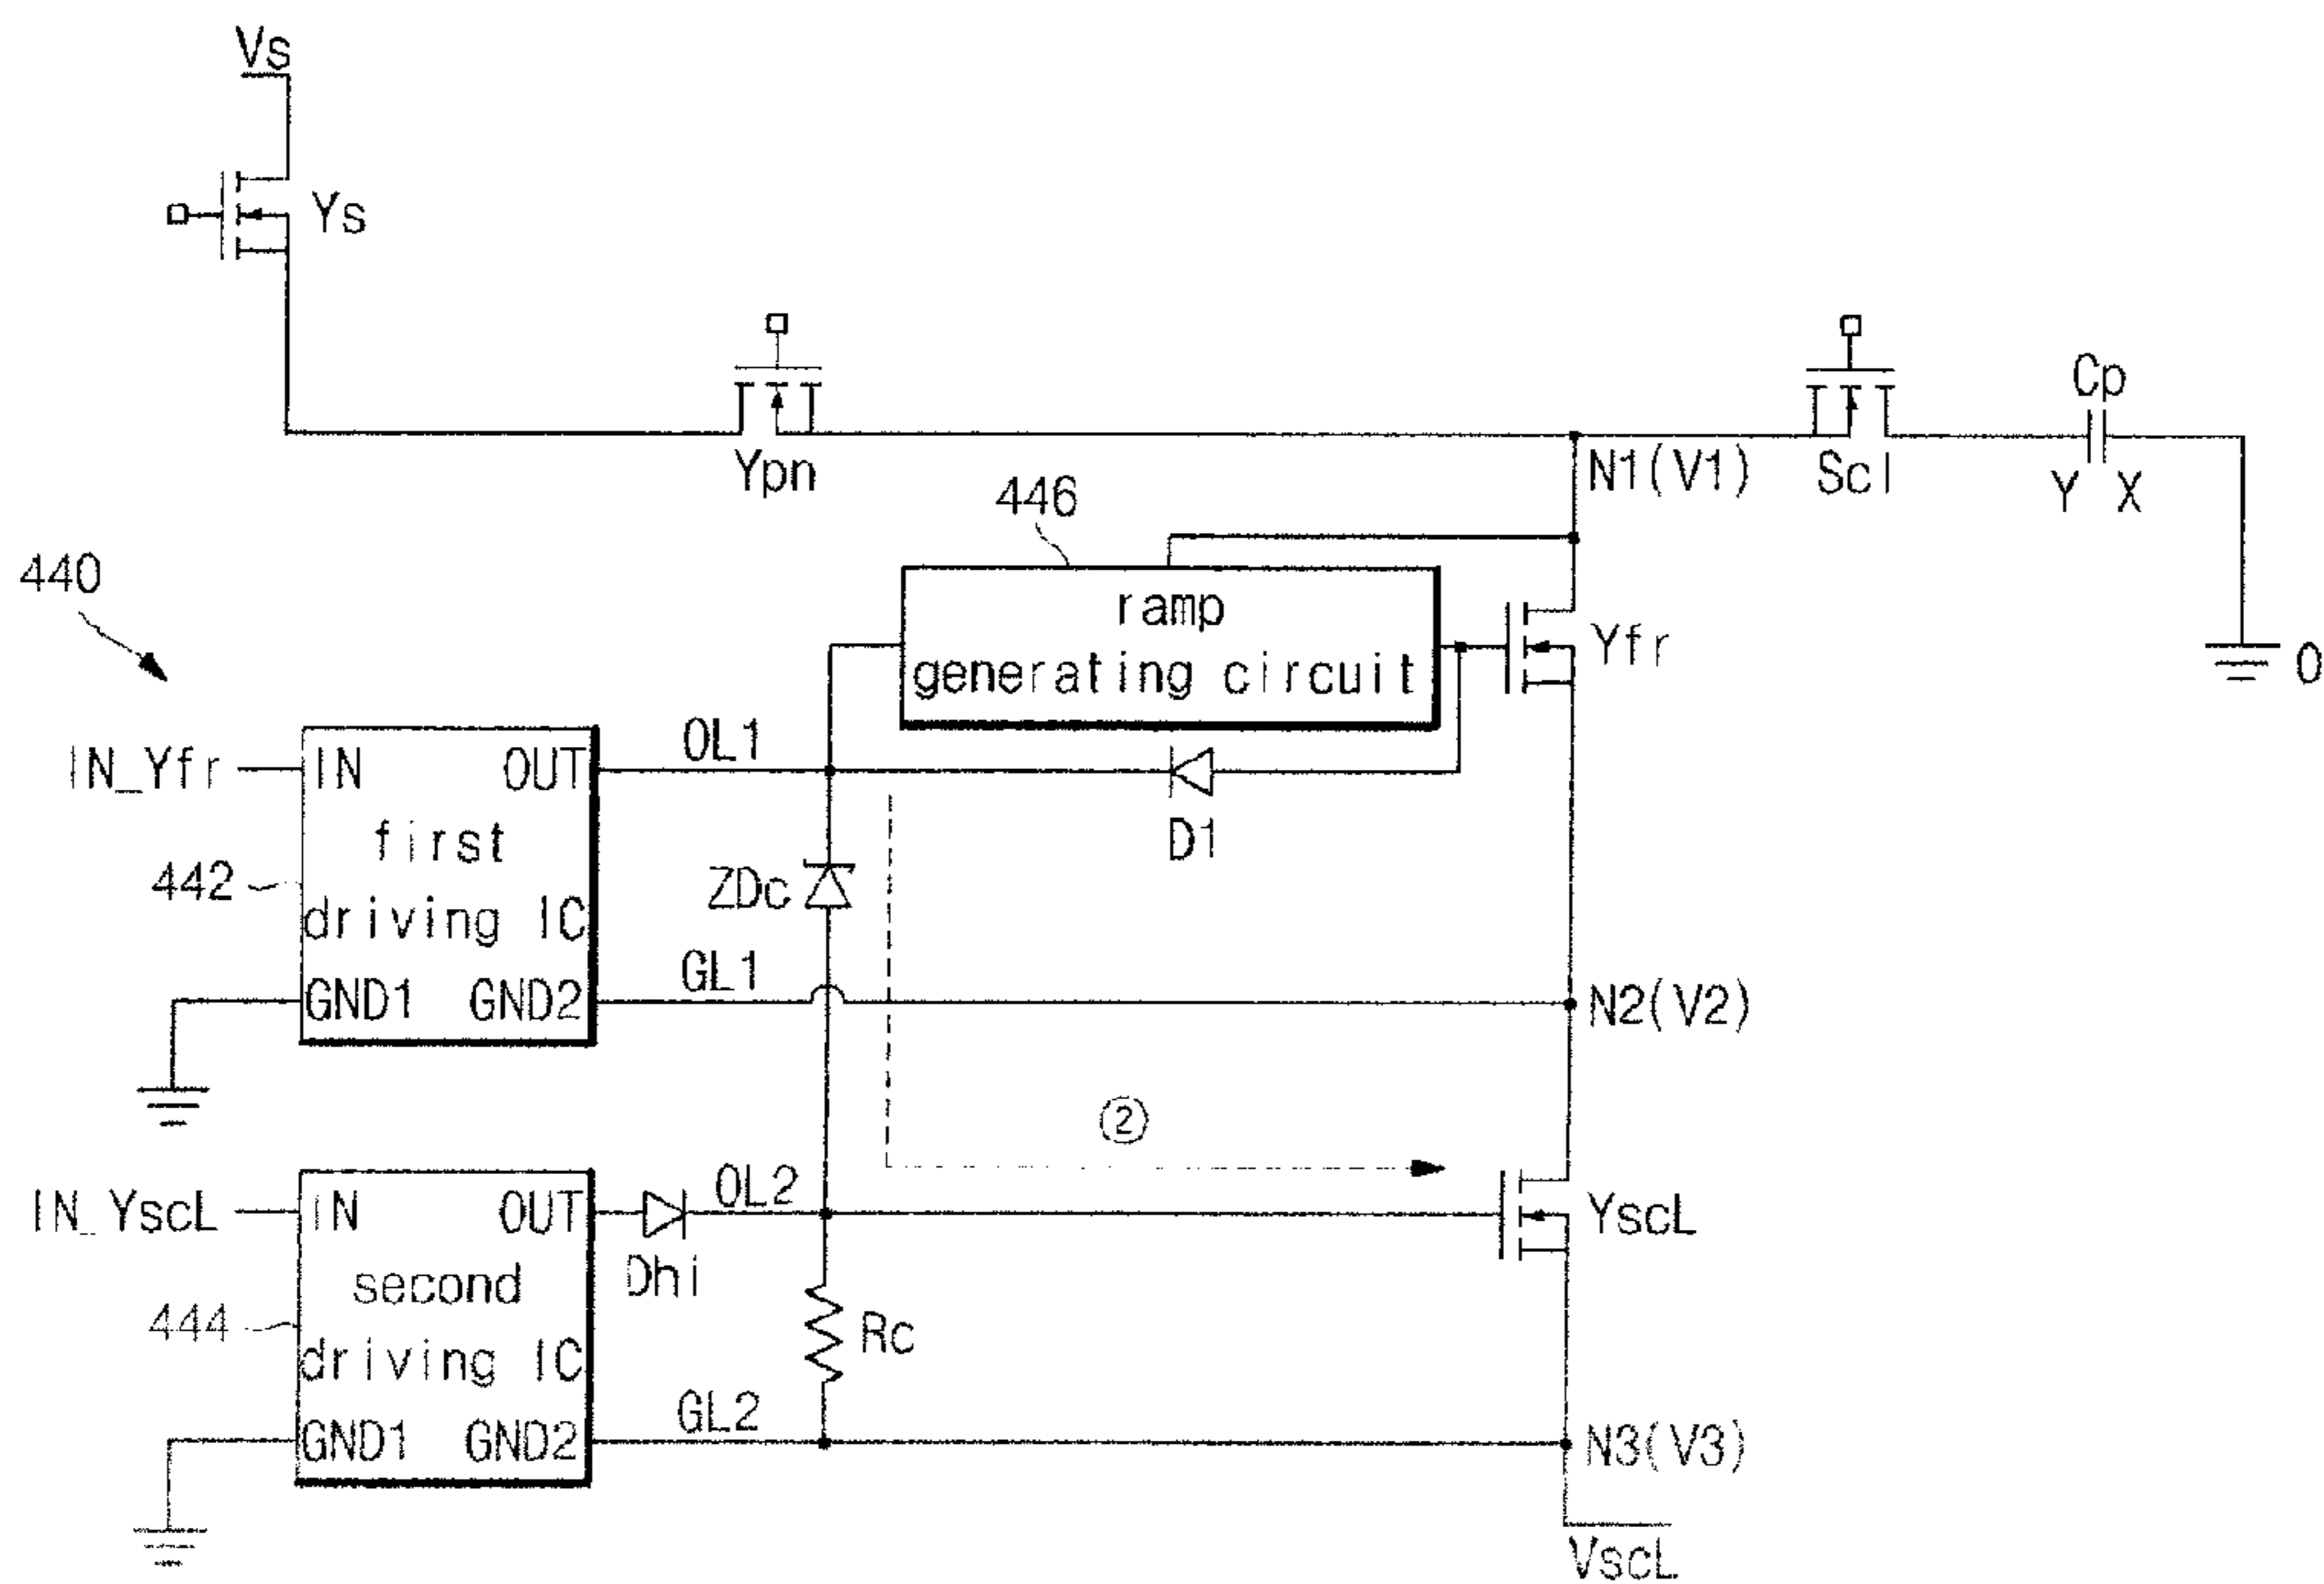 Vs
Ys
Ypn
N1(V1)
Scl
Cp
Y X
0
446
440
ramp
generating circuit
Yfr
OL1
D1
IN_Yfr
IN OUT
first
442
driving IC
GND1 GND2
ZDc
GL1
N2(V2)
②
IN_YscL
IN OUT
OL2
Dhi
YscL
second
444
driving IC
GND1 GND2
Rc
GL2
N3(V3)
VscL